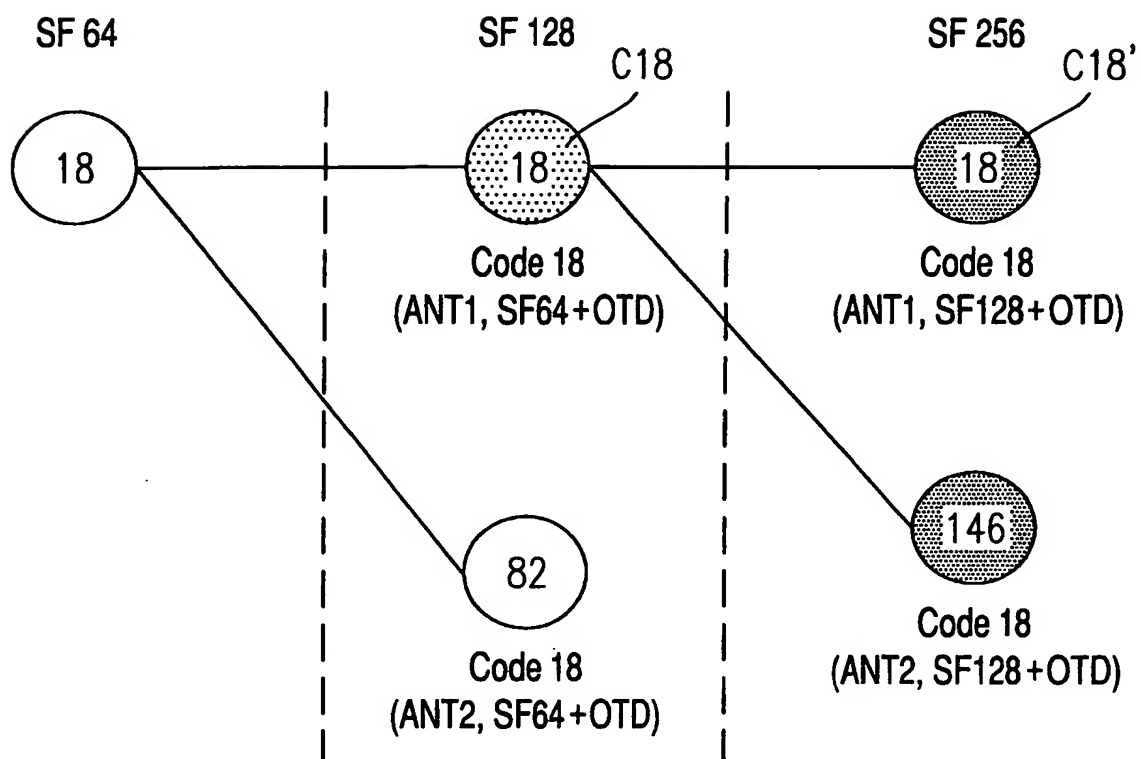 SF 64
SF 128
SF 256
C18
C18'
18
18
18
Code 18
(ANT1, SF64+OTD)
Code 18
(ANT1, SF128+OTD)
82
146
Code 18
(ANT2, SF64+OTD)
Code 18
(ANT2, SF128+OTD)